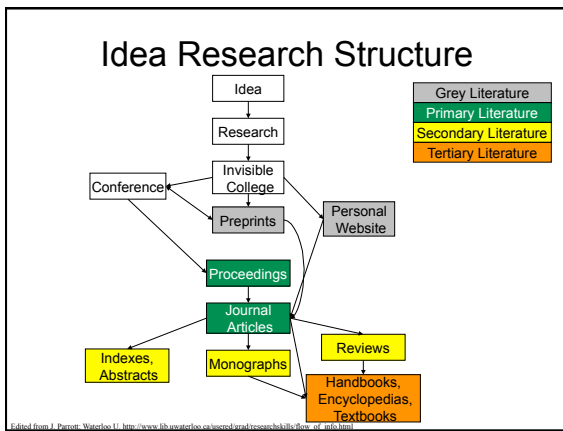 Idea Research Structure
Idea
Grey Literature
Primary Literature
Secondary Literature
Tertiary Literature
Research
Invisible
College
Conference
Preprints
Personal
Website
Proceedings
Journal
Articles
Indexes,
Abstracts
Monographs
Reviews
Handbooks,
Encyclopedias,
Textbooks
Edited from J. Parrott; Waterloo U. http://www.lib.uwaterloo.ca/usered/grad/researchskills/flow_of_info.html